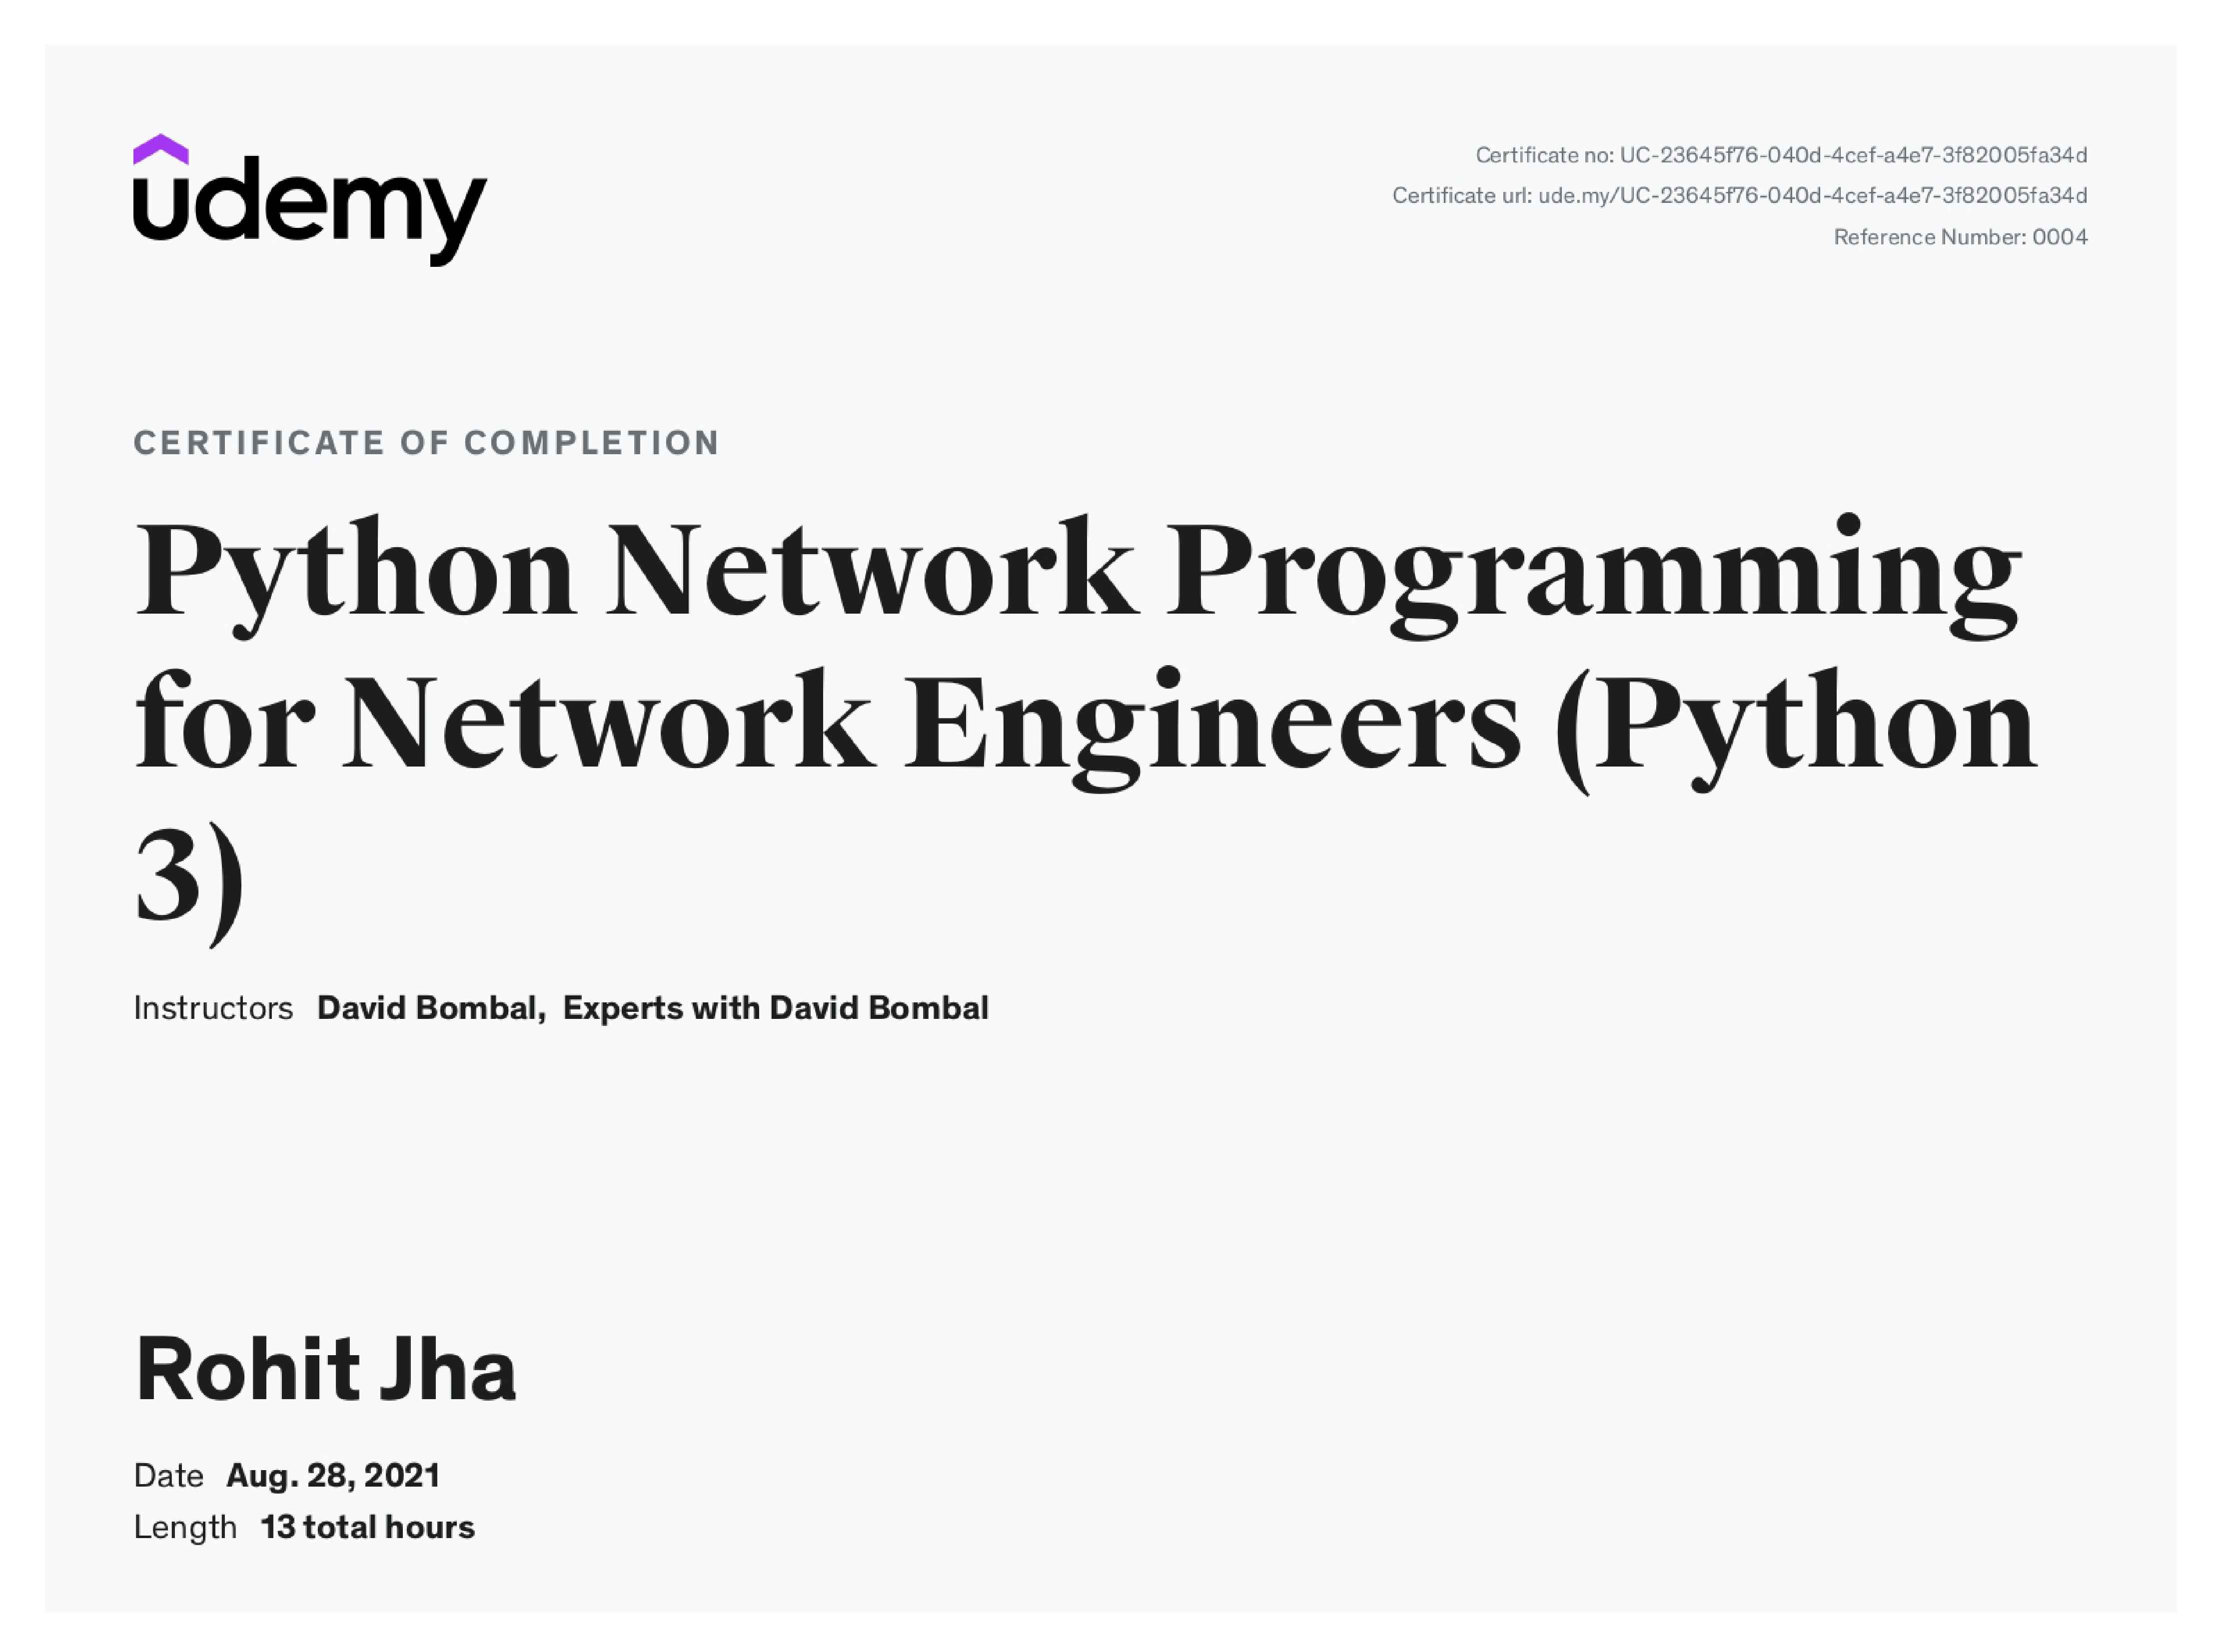 udemy
Certificate no: UC-23645f76-040d-4cef-a4e7-3f82005fa34d
Certificate url: ude.my/UC-23645f76-040d-4cef-a4e7-3f82005fa34d
Reference Number: 0004
CERTIFICATE OF COMPLETION
Python Network Programming
for Network Engineers (Python
3)
Instructors David Bombal, Experts with David Bombal
Rohit Jha
Date Aug. 28, 2021
Length 13 total hours